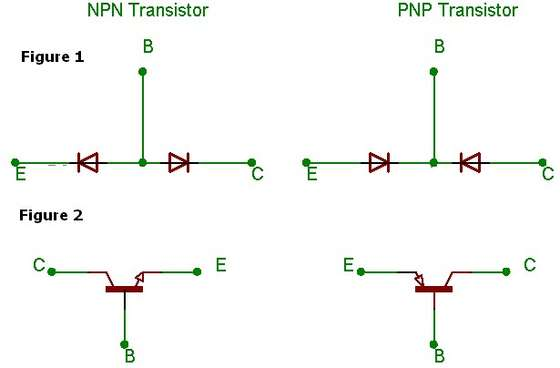 NPN Transistor PNP Transistor
Figure 1
B B
E C E C
Figure 2
C E E C
B B